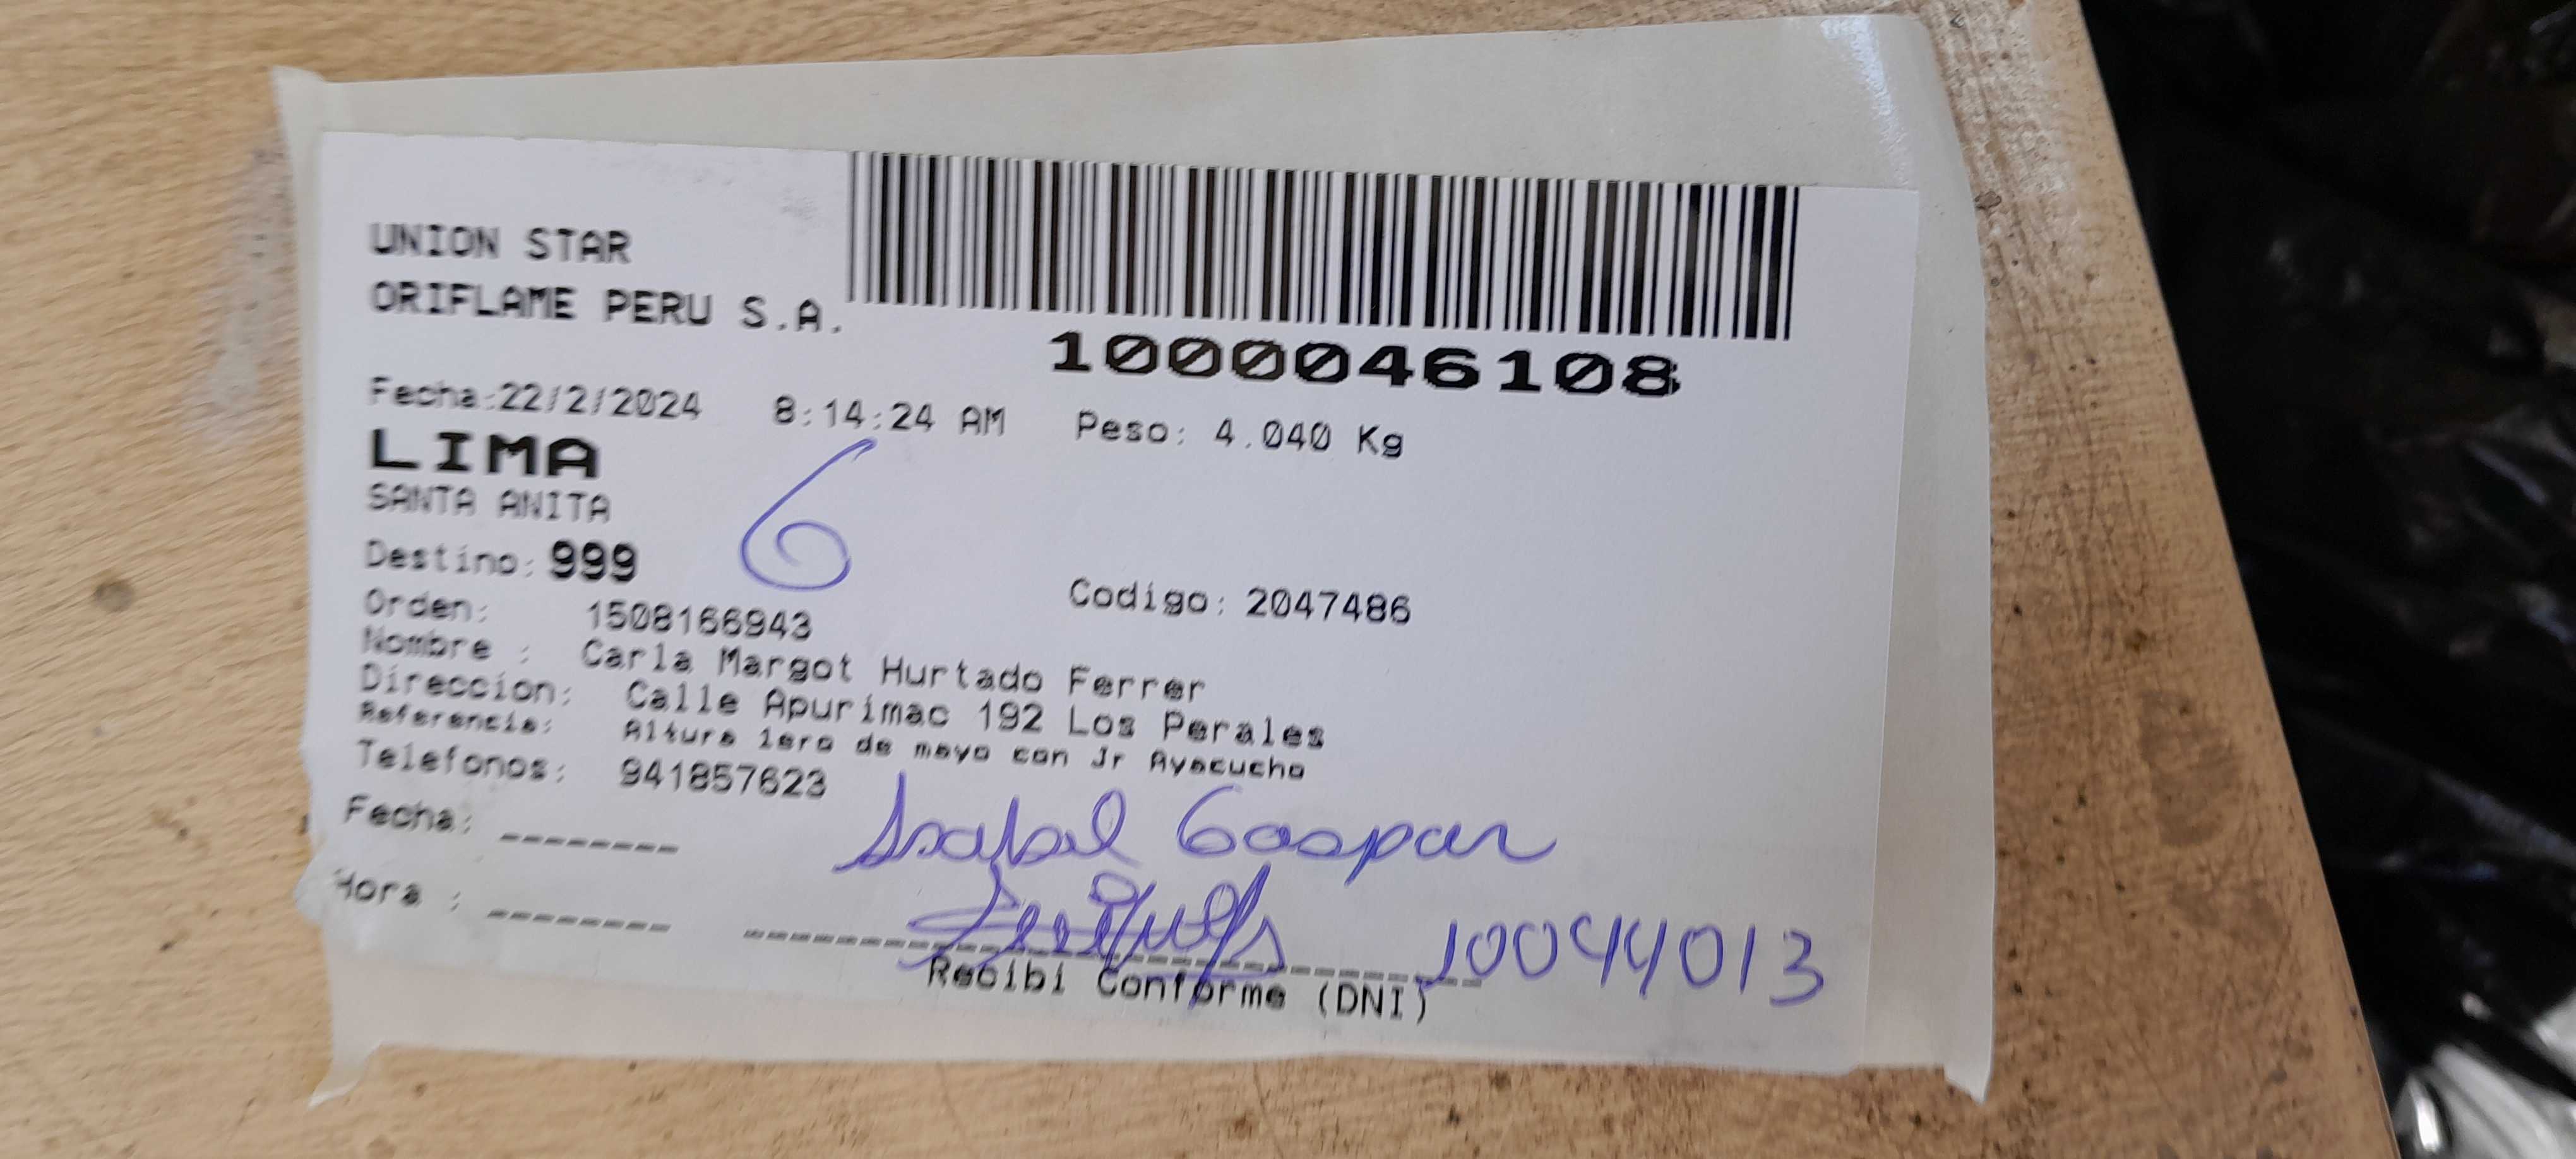 UNION STAR
ORIFLAME PERU S.A.
1000046108
Fecha:22/2/2024 8:14:24 AM Peso: 4.040 Kg
LIMA
SANTA ANITA
6
Destino: 999
Orden: 1508166943 Codigo: 2047486
Nombre : Carla Margot Hurtado Ferrer
Direccion: Calle Apurimac 192 Los Perales
Referencia: Altura 1ero de mayo con Jr Ayacucho
Telefonos: 941857623
Fecha: --------
Isabel Gaspar
Hora : --------
10044013
Recibi Conforme (DNI)